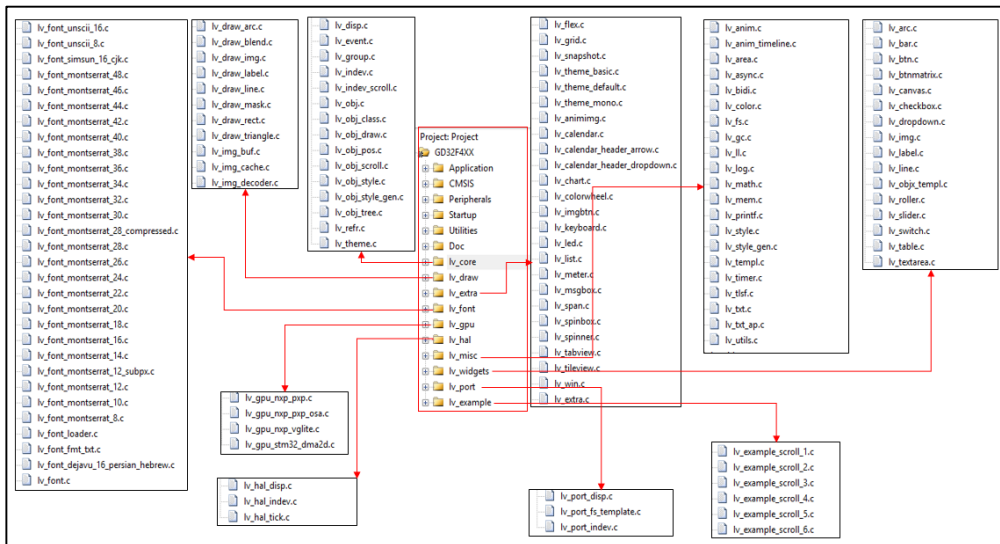 lv_font_unscii_16.c
lv_font_unscii_8.c
lv_font_simsun_16_cjk.c
lv_font_montserrat_48.c
lv_font_montserrat_46.c
lv_font_montserrat_44.c
lv_font_montserrat_42.c
lv_font_montserrat_40.c
lv_font_montserrat_38.c
lv_font_montserrat_36.c
lv_font_montserrat_34.c
lv_font_montserrat_32.c
lv_font_montserrat_30.c
lv_font_montserrat_28_compressed.c
lv_font_montserrat_28.c
lv_font_montserrat_26.c
lv_font_montserrat_24.c
lv_font_montserrat_22.c
lv_font_montserrat_20.c
lv_font_montserrat_18.c
lv_font_montserrat_16.c
lv_font_montserrat_14.c
lv_font_montserrat_12_subpx.c
lv_font_montserrat_12.c
lv_font_montserrat_10.c
lv_font_montserrat_8.c
lv_font_loader.c
lv_font_fmt_txt.c
lv_font_dejavu_16_persian_hebrew.c
lv_font.c
lv_draw_arc.c
lv_draw_blend.c
lv_draw_img.c
lv_draw_label.c
lv_draw_line.c
lv_draw_mask.c
lv_draw_rect.c
lv_draw_triangle.c
lv_img_buf.c
lv_img_cache.c
lv_img_decoder.c
lv_disp.c
lv_event.c
lv_group.c
lv_indev.c
lv_indev_scroll.c
lv_obj.c
lv_obj_class.c
lv_obj_draw.c
lv_obj_pos.c
lv_obj_scroll.c
lv_obj_style.c
lv_obj_style_gen.c
lv_obj_tree.c
lv_refr.c
lv_theme.c
Project: Project
GD32F4XX
Application
CMSIS
Peripherals
Startup
Utilities
Doc
lv_core
lv_draw
lv_extra
lv_font
lv_gpu
lv_hal
lv_misc
lv_widgets
lv_port
lv_example
lv_flex.c
lv_grid.c
lv_snapshot.c
lv_theme_basic.c
lv_theme_default.c
lv_theme_mono.c
lv_animimg.c
lv_calendar.c
lv_calendar_header_arrow.c
lv_calendar_header_dropdown.c
lv_chart.c
lv_colorwheel.c
lv_imgbtn.c
lv_keyboard.c
lv_led.c
lv_list.c
lv_meter.c
lv_msgbox.c
lv_span.c
lv_spinbox.c
lv_spinner.c
lv_tabview.c
lv_tileview.c
lv_win.c
lv_extra.c
lv_anim.c
lv_anim_timeline.c
lv_area.c
lv_async.c
lv_bidi.c
lv_color.c
lv_fs.c
lv_gc.c
lv_ll.c
lv_log.c
lv_math.c
lv_mem.c
lv_printf.c
lv_style.c
lv_style_gen.c
lv_templ.c
lv_timer.c
lv_tlsf.c
lv_txt.c
lv_txt_ap.c
lv_utils.c
lv_arc.c
lv_bar.c
lv_btn.c
lv_btnmatrix.c
lv_canvas.c
lv_checkbox.c
lv_dropdown.c
lv_img.c
lv_label.c
lv_line.c
lv_objx_templ.c
lv_roller.c
lv_slider.c
lv_switch.c
lv_table.c
lv_textarea.c
lv_gpu_nxp_pxp.c
lv_gpu_nxp_pxp_osa.c
lv_gpu_nxp_vglite.c
lv_gpu_stm32_dma2d.c
lv_hal_disp.c
lv_hal_indev.c
lv_hal_tick.c
lv_port_disp.c
lv_port_fs_template.c
lv_port_indev.c
lv_example_scroll_1.c
lv_example_scroll_2.c
lv_example_scroll_3.c
lv_example_scroll_4.c
lv_example_scroll_5.c
lv_example_scroll_6.c